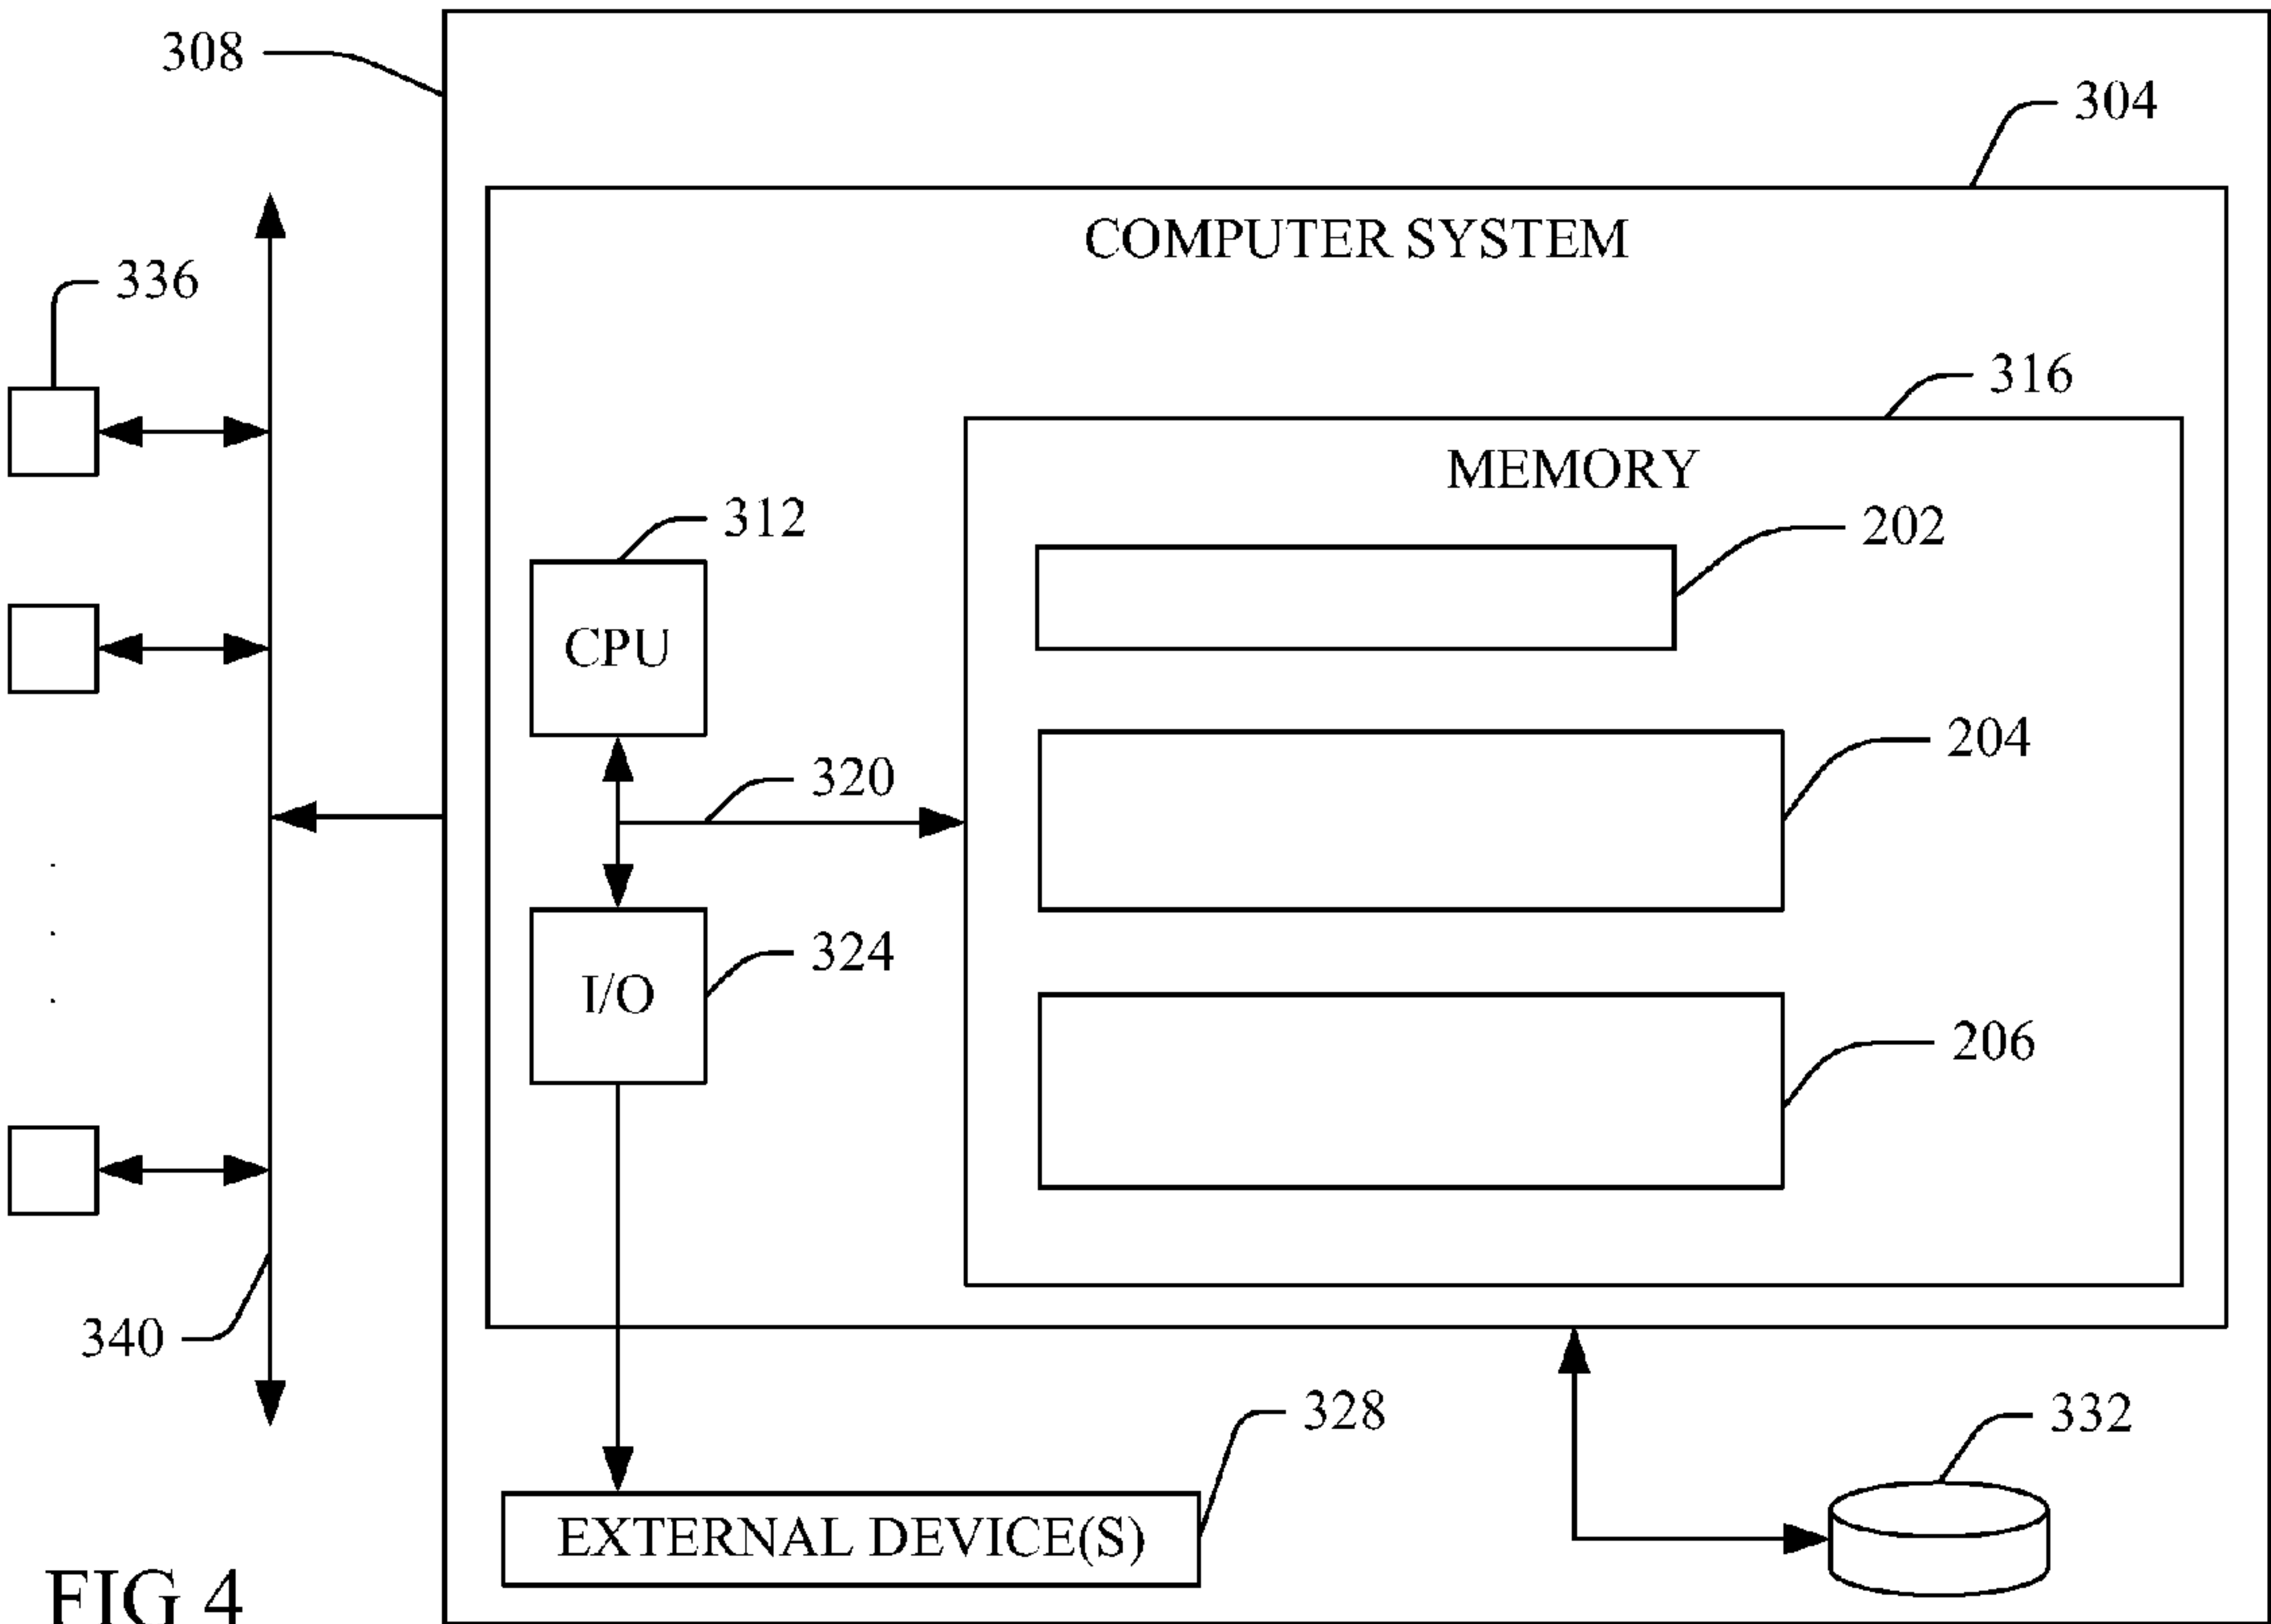 308
304
COMPUTER SYSTEM
336
316
MEMORY
312
202
CPU
204
320
324
I/O
206
340
328
332
EXTERNAL DEVICE(S)
FIG 4